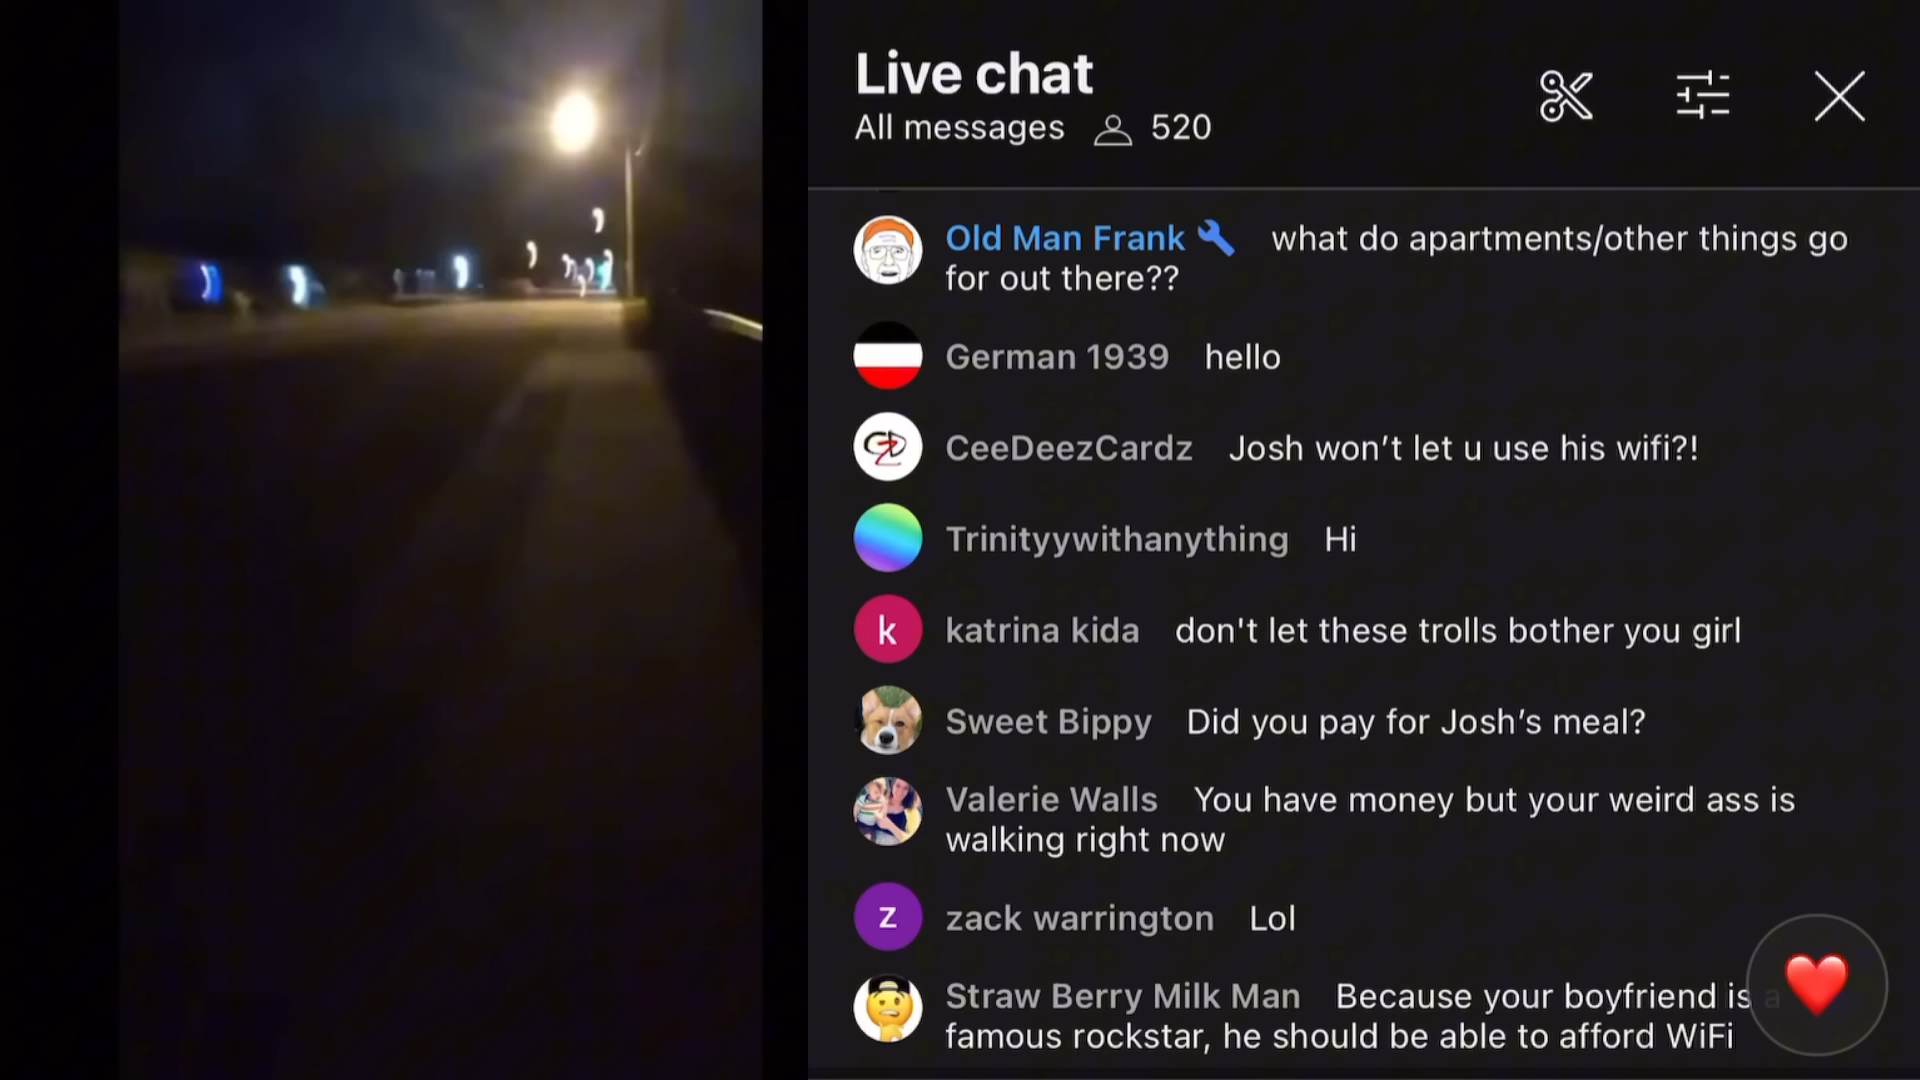 Live chat
All messages 520
Old Man Frank what do apartments/other things go
for out there??
German 1939 hello
CeeDeezCardz Josh won’t let u use his wifi?!
Trinityywithanything Hi
k katrina kida don't let these trolls bother you girl
Sweet Bippy Did you pay for Josh’s meal?
Valerie Walls You have money but your weird ass is
walking right now
z zack warrington Lol
Straw Berry Milk Man Because your boyfriend is a
famous rockstar, he should be able to afford WiFi